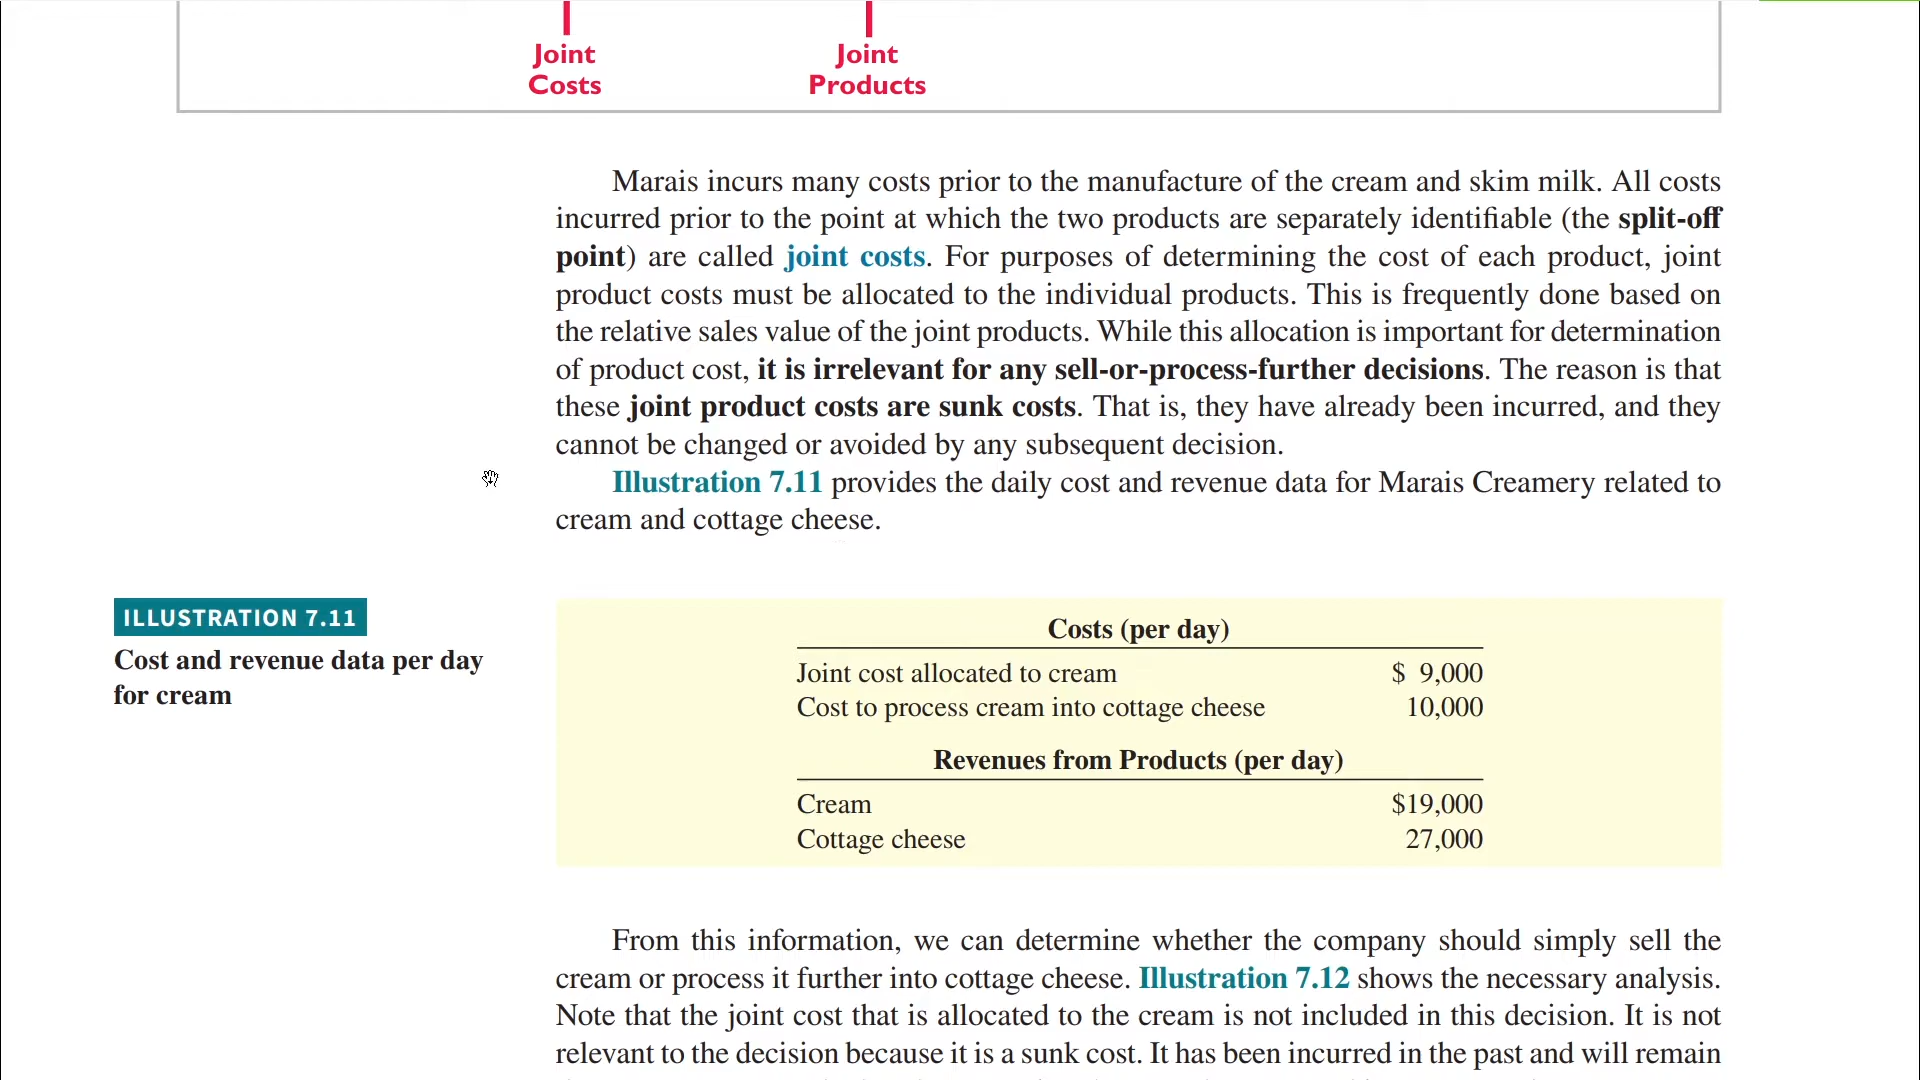 Joint
Costs
Joint
Products
Marais incurs many costs prior to the manufacture of the cream and skim milk. All costs
incurred prior to the point at which the two products are separately identifiable (the split-off
point) are called joint costs. For purposes of determining the cost of each product, joint
product costs must be allocated to the individual products. This is frequently done based on
the relative sales value of the joint products. While this allocation is important for determination
of product cost, it is irrelevant for any sell-or-process-further decisions. The reason is that
these joint product costs are sunk costs. That is, they have already been incurred, and they
cannot be changed or avoided by any subsequent decision.
Illustration 7.11 provides the daily cost and revenue data for Marais Creamery related to
cream and cottage cheese.
ILLUSTRATION 7.11
Cost and revenue data per day
for cream
Costs (per day)
Joint cost allocated to cream $ 9,000
Cost to process cream into cottage cheese 10,000
Revenues from Products (per day)
Cream $19,000
Cottage cheese 27,000
From this information, we can determine whether the company should simply sell the
cream or process it further into cottage cheese. Illustration 7.12 shows the necessary analysis.
Note that the joint cost that is allocated to the cream is not included in this decision. It is not
relevant to the decision because it is a sunk cost. It has been incurred in the past and will remain